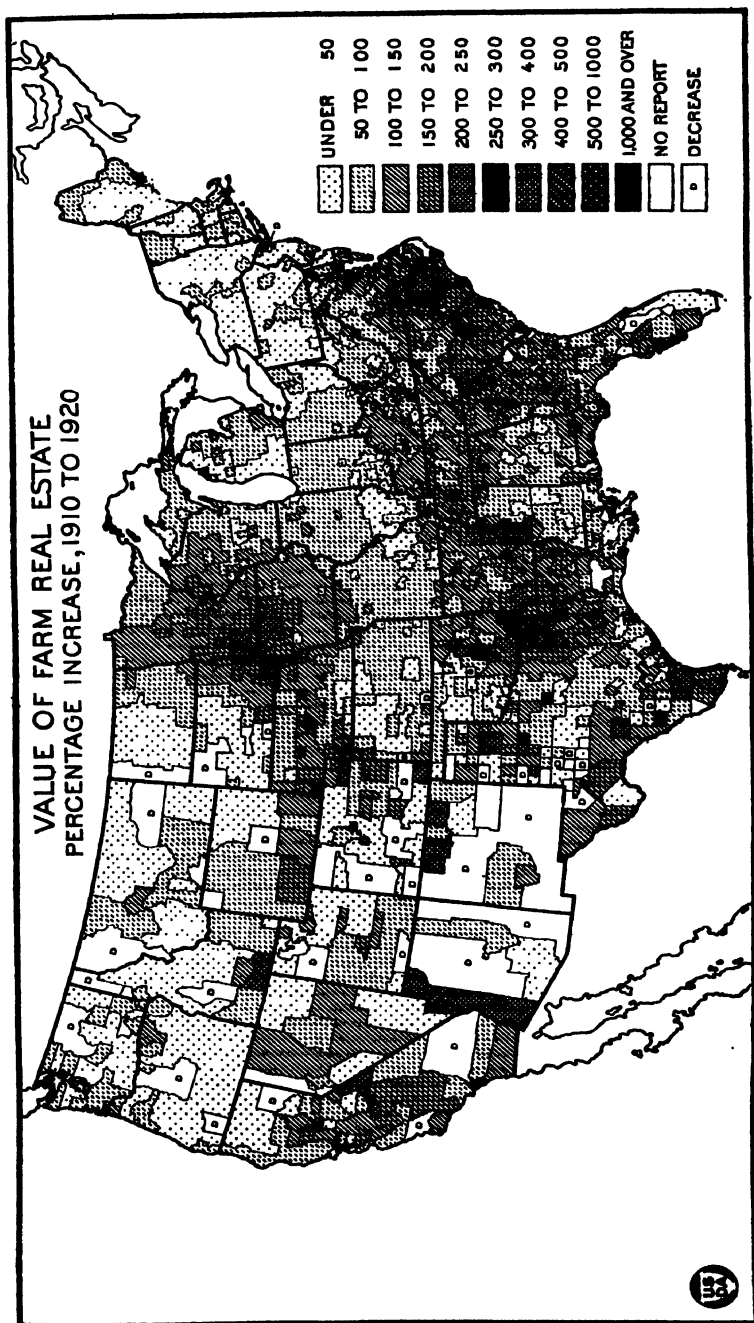 VALUE OF FARM REAL ESTATE
PERCENTAGE INCREASE, 1910 TO 1920
UNDER 50
50 TO 100
100 TO 150
150 TO 200
200 TO 250
250 TO 300
300 TO 400
400 TO 500
500 TO 1000
1,000 AND OVER
NO REPORT
DECREASE
US
DA